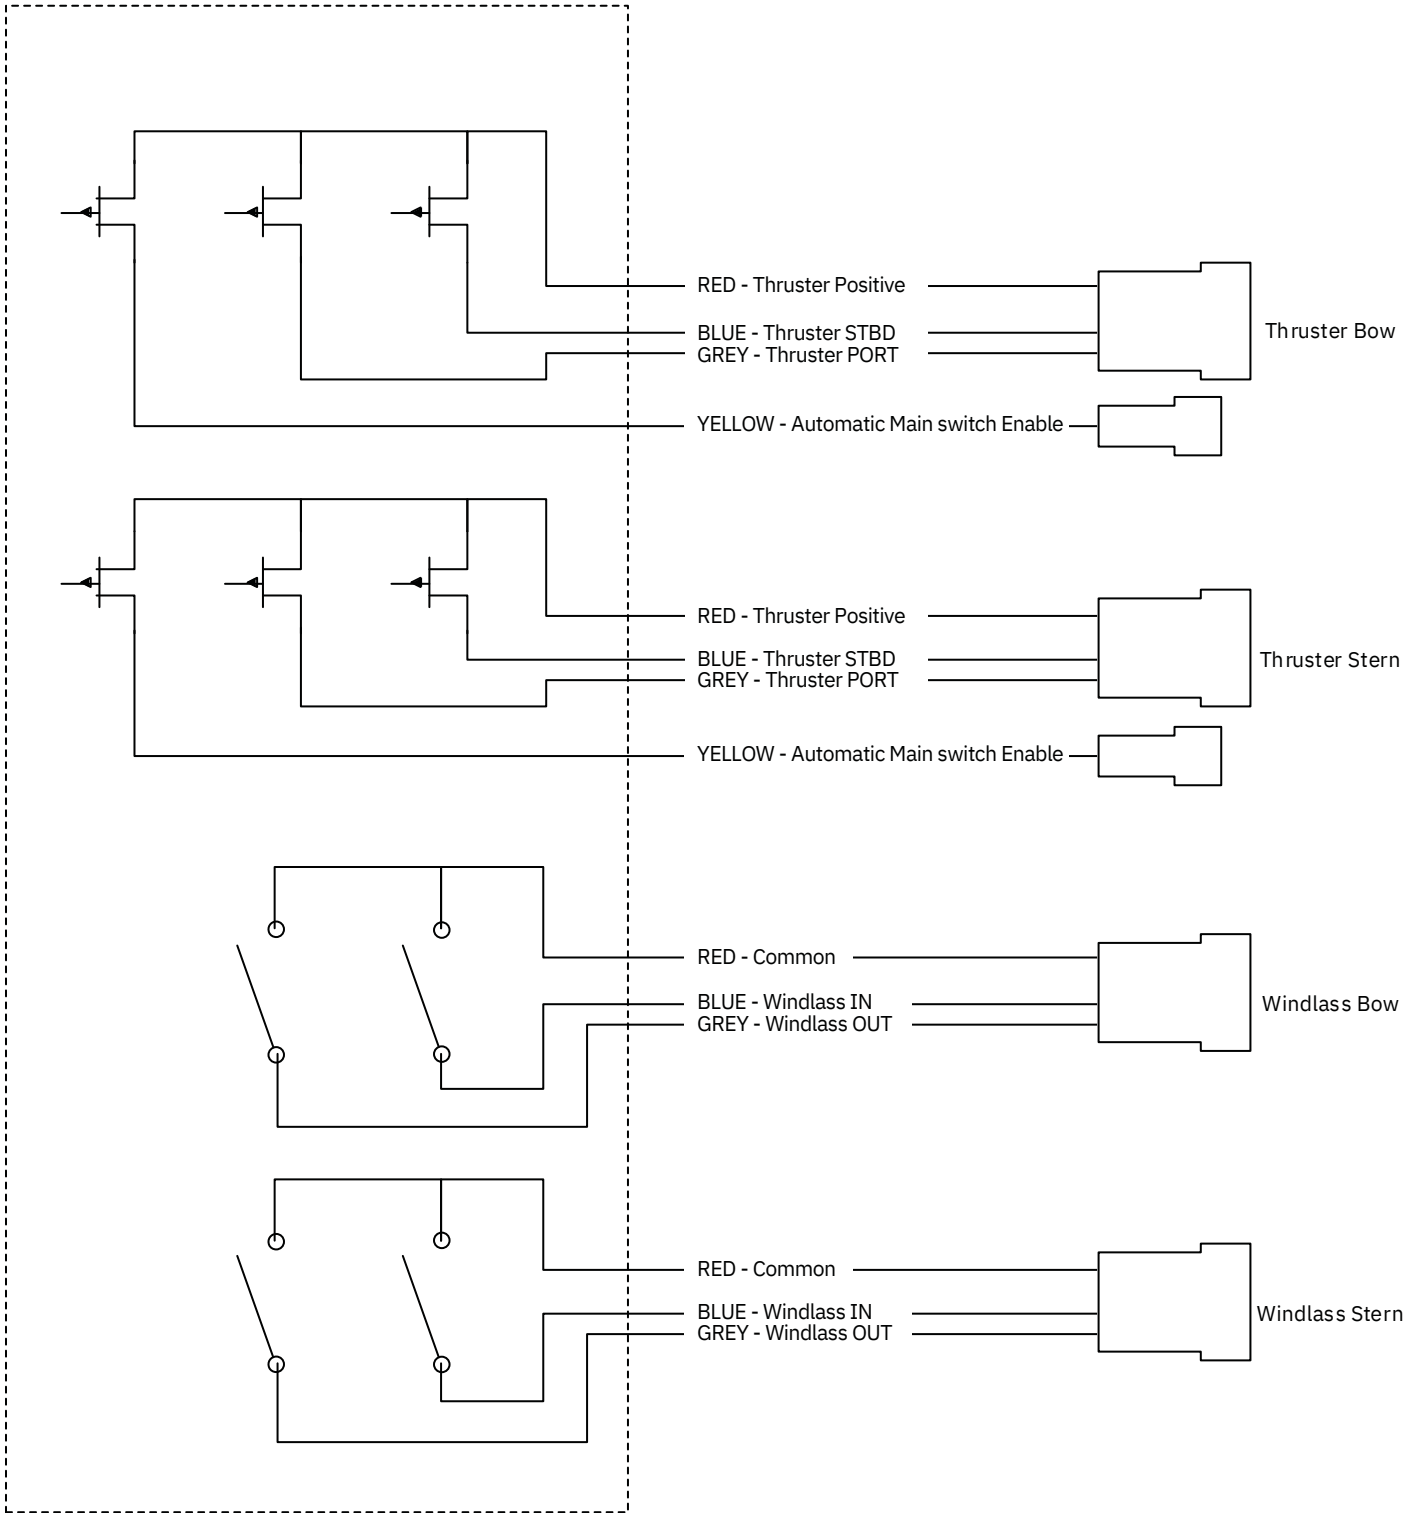 RED - Thruster Positive
BLUE - Thruster STBD
GREY - Thruster PORT
Thruster Bow
YELLOW - Automatic Main switch Enable
RED - Thruster Positive
BLUE - Thruster STBD
GREY - Thruster PORT
Thruster Stern
YELLOW - Automatic Main switch Enable
RED - Common
BLUE - Windlass IN
GREY - Windlass OUT
Windlass Bow
RED - Common
BLUE - Windlass IN
GREY - Windlass OUT
Windlass Stern